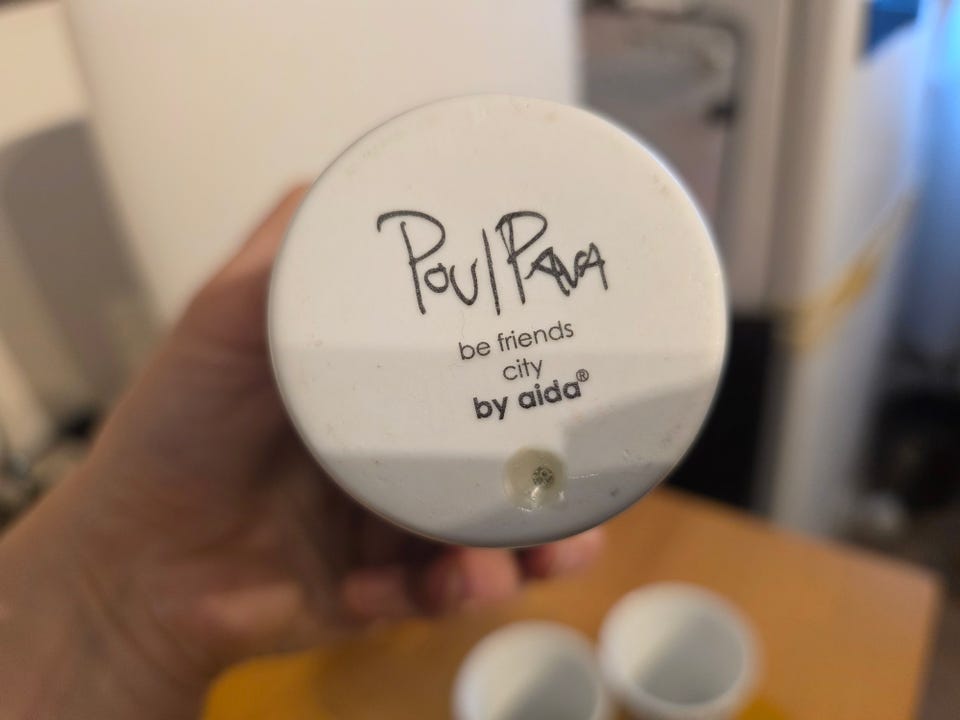 Poul Pava
be friends
city
by aida®